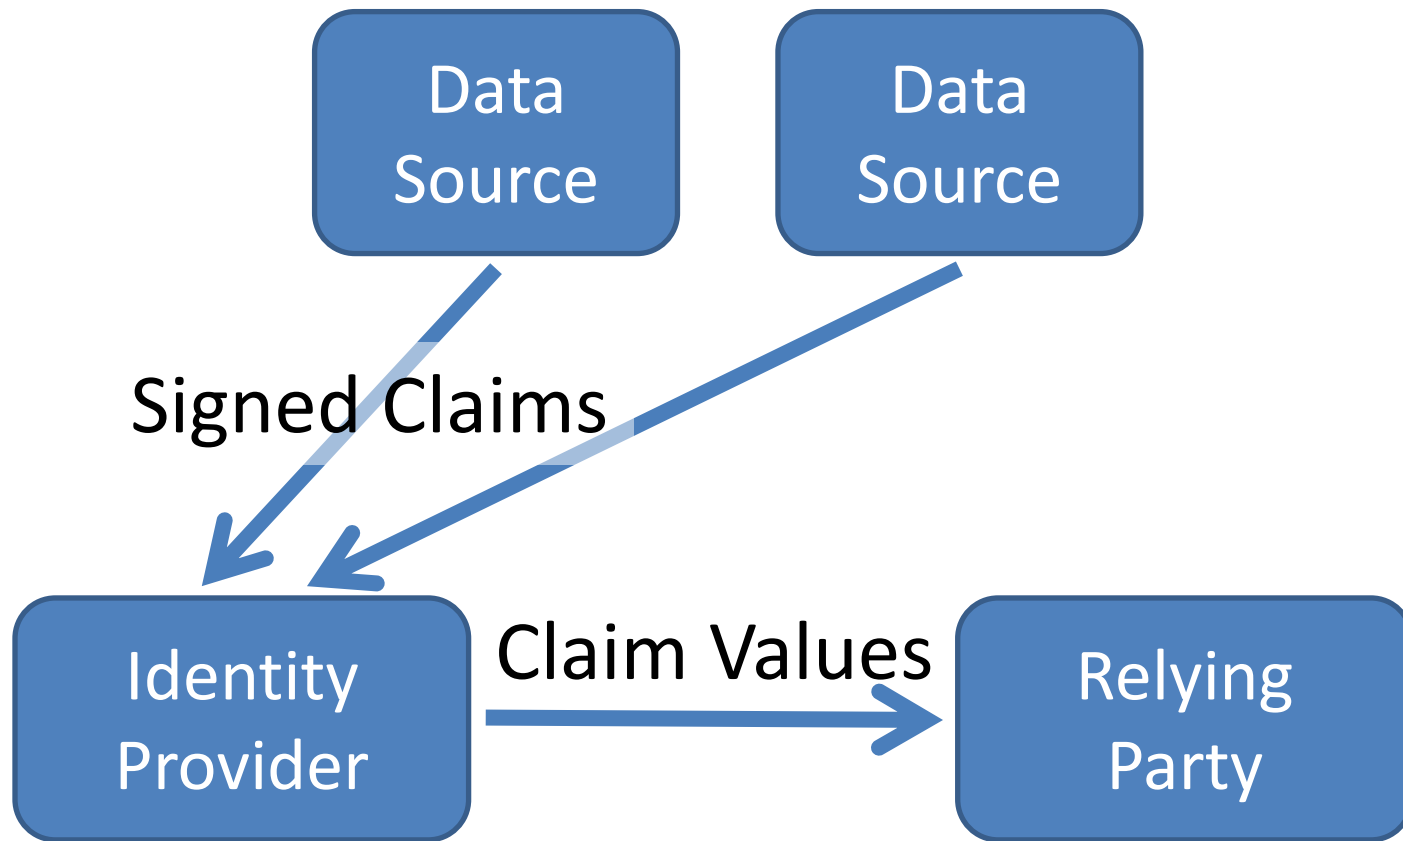 Data
Source
Data
Source
Signed Claims
Identity
Provider
Claim Values
Relying
Party